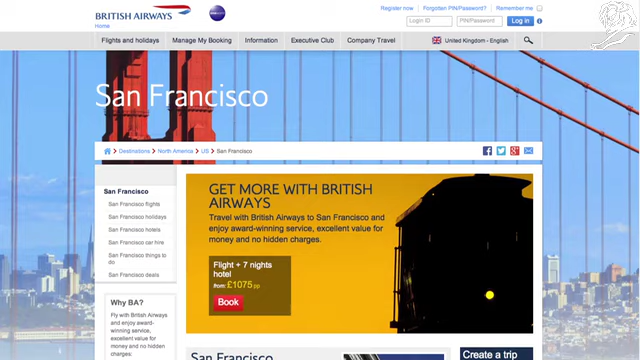 Register now
Forgotten PIN/Password?
Remember me
BRITISH AIRWAYS
Home
Login ID
PIN/Password
Log in
Flights and holidays
Manage My Booking
Information
Executive Club
Company Travel
United Kingdom - English
San Francisco
Destinations
North America
US
San Francisco
San Francisco
San Francisco flights
San Francisco holidays
San Francisco hotels
San Francisco car hire
San Francisco things to
do
San Francisco deals
Why BA?
Fly with British Airways
and enjoy award-
winning service,
excellent value for
money and no hidden
charges.
GET MORE WITH BRITISH
AIRWAYS
Travel with British Airways to San Francisco and
enjoy award-winning service, excellent value for
money and no hidden charges.
Flight + 7 nights
hotel
from: £1075 pp
Book
San Francisco
Create a trip